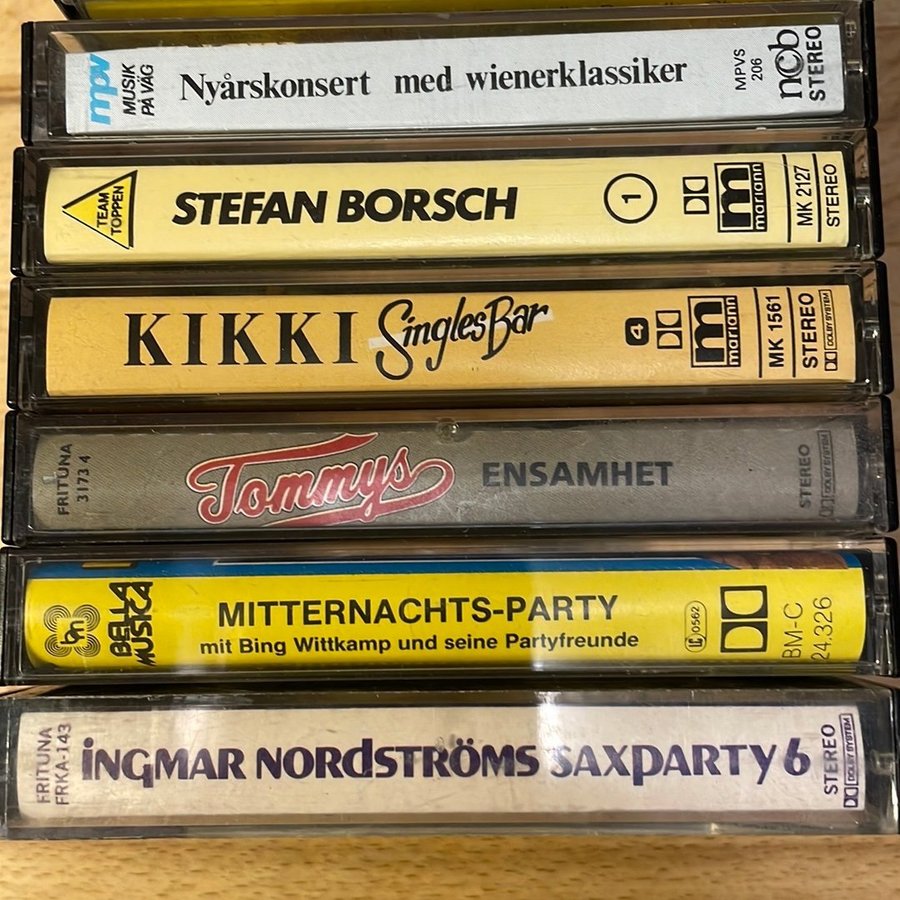 mpv
MUSIK
PÅ VÄG
Nyårskonsert med wienerklassiker
MPVS
206
ncb
STEREO
TEAM
TOPPEN
STEFAN BORSCH
1
m
mariann
MK 2127
STEREO
KIKKI Singles Bar
4
m
mariann
MK 1561
STEREO
DOLBY SYSTEM
FRITUNA
3173 4
Tommys ENSAMHET
STEREO
DOLBY SYSTEM
bm
BELLA
MUSICA
MITTERNACHTS-PARTY
mit Bing Wittkamp und seine Partyfreunde
LC 0562
BM-C
24.326
FRITUNA
FRKA-143
INGMAR NORDSTRÖMS SAXPARTY 6
STEREO
DOLBY SYSTEM